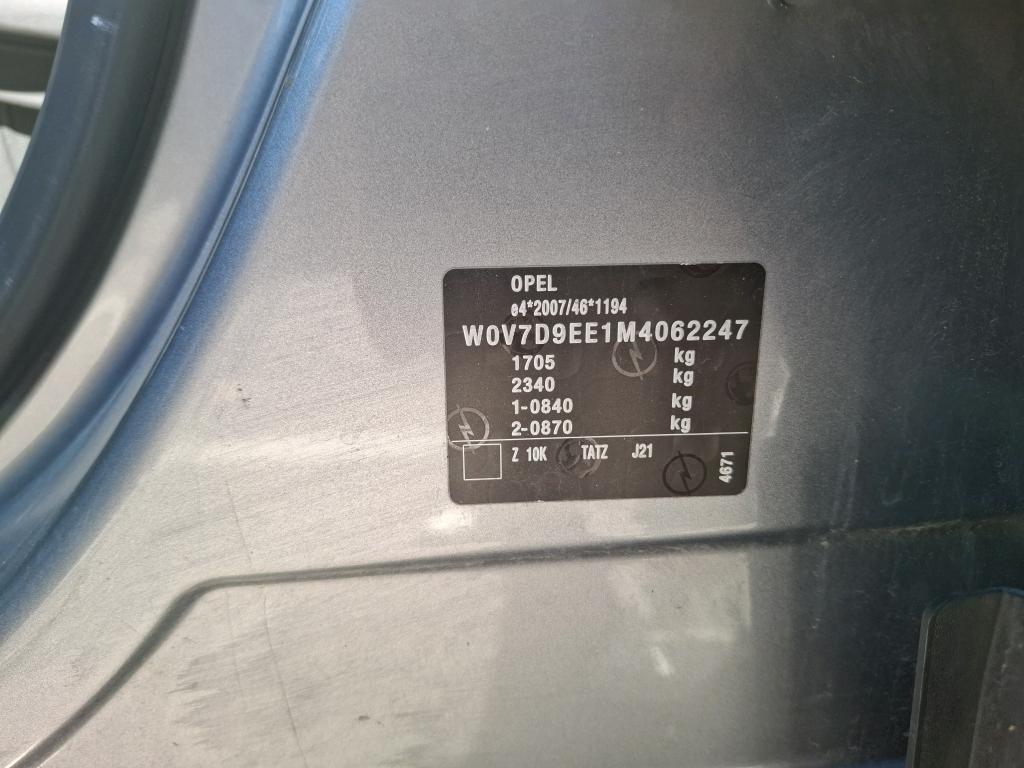 OPEL
e4*2007/46*1194
W0V7D9EE1M4062247
1705 kg
2340 kg
1-0840 kg
2-0870 kg
Z 10K TATZ J21
4671